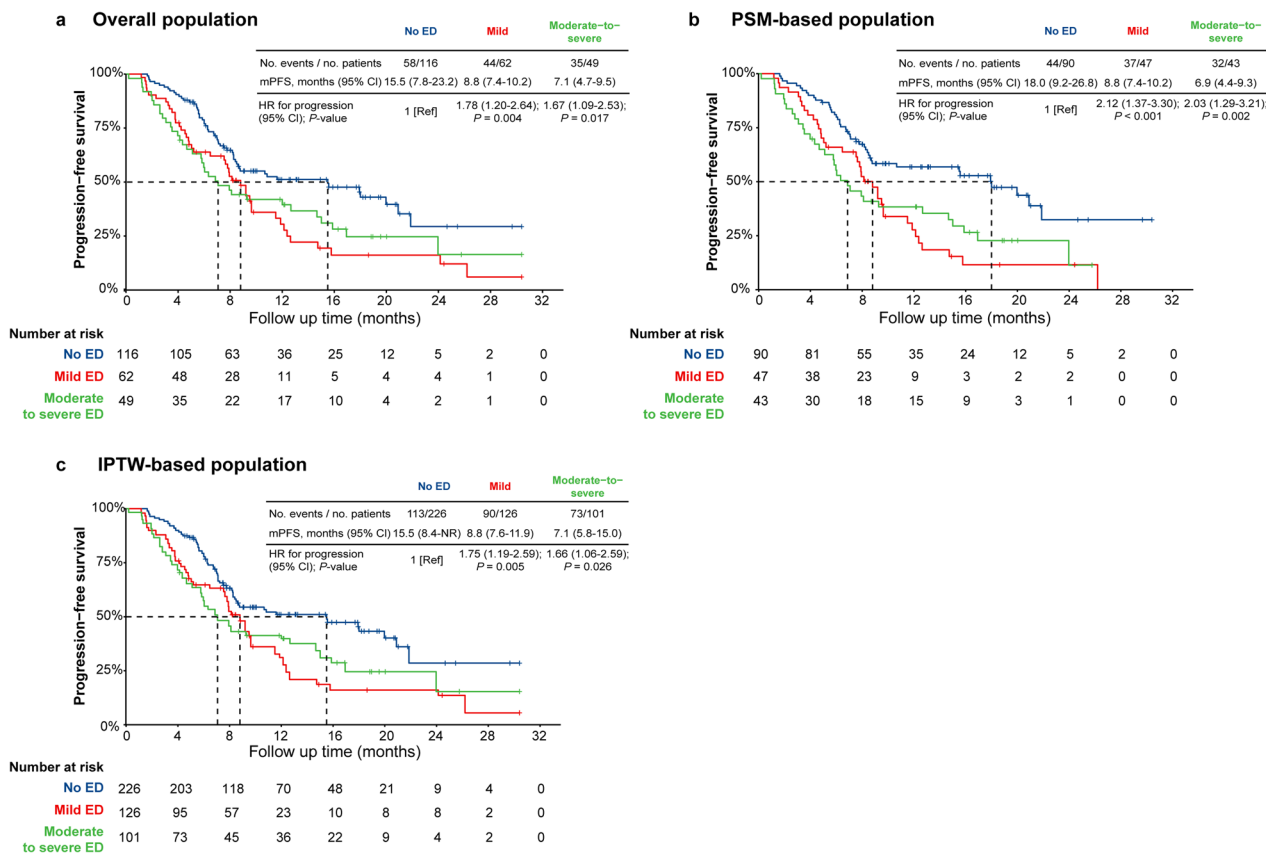 a Overall population
No ED Mild Moderate−to−
severe
No. events / no. patients 58/116 44/62 35/49
mPFS, months (95% CI) 15.5 (7.8-23.2) 8.8 (7.4-10.2) 7.1 (4.7-9.5)
HR for progression
(95% CI); P-value 1 [Ref] 1.78 (1.20-2.64); 1.67 (1.09-2.53);
P = 0.004 P = 0.017
Progression−free survival
100%
75%
50%
25%
0%
0 4 8 12 16 20 24 28 32
Follow up time (months)
Number at risk
No ED 116 105 63 36 25 12 5 2 0
Mild ED 62 48 28 11 5 4 4 1 0
Moderate
to severe ED 49 35 22 17 10 4 2 1 0
b PSM-based population
No ED Mild Moderate−to−
severe
No. events / no. patients 44/90 37/47 32/43
mPFS, months (95% CI) 18.0 (9.2-26.8) 8.8 (7.4-10.2) 6.9 (4.4-9.3)
HR for progression
(95% CI); P-value 1 [Ref] 2.12 (1.37-3.30); 2.03 (1.29-3.21);
P < 0.001 P = 0.002
Progression−free survival
100%
75%
50%
25%
0%
0 4 8 12 16 20 24 28 32
Follow up time (months)
Number at risk
No ED 90 81 55 35 24 12 5 2 0
Mild ED 47 38 23 9 3 2 2 0 0
Moderate
to severe ED 43 30 18 15 9 3 1 0 0
c IPTW-based population
No ED Mild Moderate−to−
severe
No. events / no. patients 113/226 90/126 73/101
mPFS, months (95% CI) 15.5 (8.4-NR) 8.8 (7.6-11.9) 7.1 (5.8-15.0)
HR for progression
(95% CI); P-value 1 [Ref] 1.75 (1.19-2.59); 1.66 (1.06-2.59);
P = 0.005 P = 0.026
Progression−free survival
100%
75%
50%
25%
0%
0 4 8 12 16 20 24 28 32
Follow up time (months)
Number at risk
No ED 226 203 118 70 48 21 9 4 0
Mild ED 126 95 57 23 10 8 8 2 0
Moderate
to severe ED 101 73 45 36 22 9 4 2 0